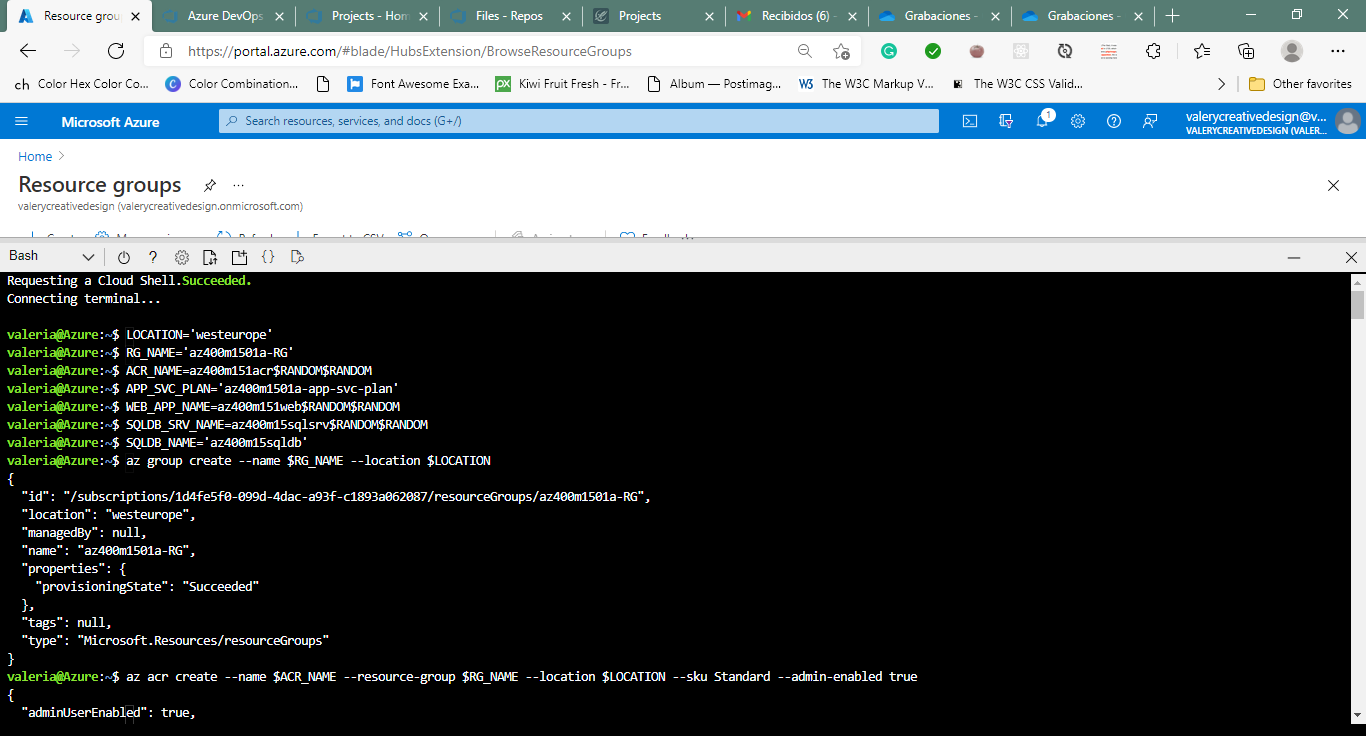 Resource grou
Azure DevOps
Projects - Hom
Files - Repos
Projects
Recibidos (6) -
Grabaciones -
Grabaciones -
https://portal.azure.com/#blade/HubsExtension/BrowseResourceGroups
ch Color Hex Color Co...
C Color Combination...
Font Awesome Exa...
px Kiwi Fruit Fresh - Fr...
Album — Postimag...
W3 The W3C Markup V...
The W3C CSS Valid...
Other favorites
Microsoft Azure
Search resources, services, and docs (G+/)
1
valerycreativedesign@v...
VALERYCREATIVEDESIGN (VALER...
Home
Resource groups
...
valerycreativedesign (valerycreativedesign.onmicrosoft.com)
Bash
?
{}
Requesting a Cloud Shell.Succeeded.
Connecting terminal...
valeria@Azure:~$ LOCATION='westeurope'
valeria@Azure:~$ RG_NAME='az400m1501a-RG'
valeria@Azure:~$ ACR_NAME=az400m151acr$RANDOM$RANDOM
valeria@Azure:~$ APP_SVC_PLAN='az400m1501a-app-svc-plan'
valeria@Azure:~$ WEB_APP_NAME=az400m151web$RANDOM$RANDOM
valeria@Azure:~$ SQLDB_SRV_NAME=az400m15sqlsrv$RANDOM$RANDOM
valeria@Azure:~$ SQLDB_NAME='az400m15sqldb'
valeria@Azure:~$ az group create --name $RG_NAME --location $LOCATION
{
"id": "/subscriptions/1d4fe5f0-099d-4dac-a93f-c1893a062087/resourceGroups/az400m1501a-RG",
"location": "westeurope",
"managedBy": null,
"name": "az400m1501a-RG",
"properties": {
"provisioningState": "Succeeded"
},
"tags": null,
"type": "Microsoft.Resources/resourceGroups"
}
valeria@Azure:~$ az acr create --name $ACR_NAME --resource-group $RG_NAME --location $LOCATION --sku Standard --admin-enabled true
{
"adminUserEnabled": true,